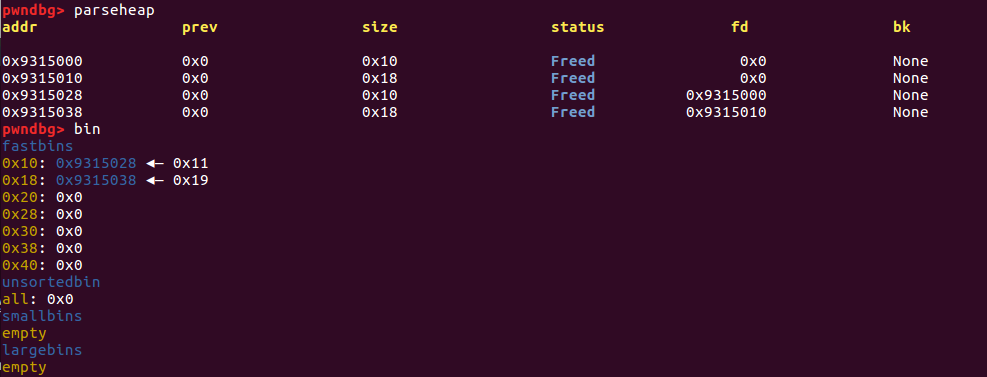 pwndbg> parseheap
addr prev size status fd bk
0x9315000 0x0 0x10 Freed 0x0 None
0x9315010 0x0 0x18 Freed 0x0 None
0x9315028 0x0 0x10 Freed 0x9315000 None
0x9315038 0x0 0x18 Freed 0x9315010 None
pwndbg> bin
fastbins
0x10: 0x9315028 ◂— 0x11
0x18: 0x9315038 ◂— 0x19
0x20: 0x0
0x28: 0x0
0x30: 0x0
0x38: 0x0
0x40: 0x0
unsortedbin
all: 0x0
smallbins
empty
largebins
empty